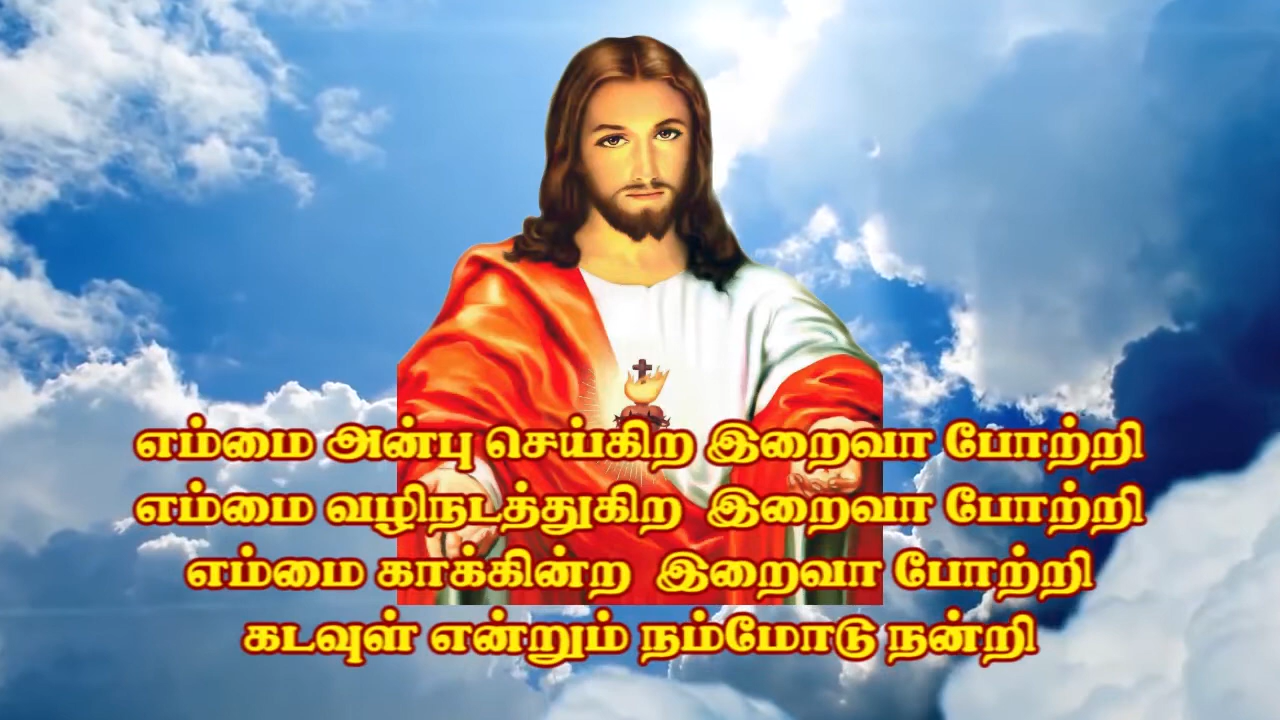 எம்மை அன்பு செய்கிற இறைவா போற்றி
எம்மை வழிநடத்துகிற இறைவா போற்றி
எம்மை காக்கின்ற இறைவா போற்றி
கடவுள் என்றும் நம்மோடு நன்றி